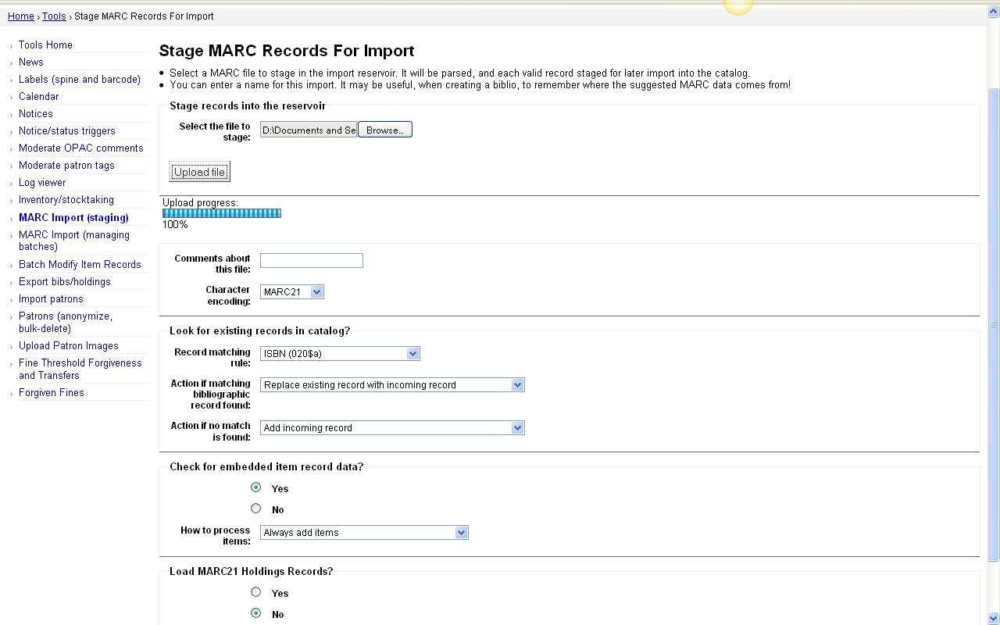 Home › Tools › Stage MARC Records For Import
Tools Home
News
Labels (spine and barcode)
Calendar
Notices
Notice/status triggers
Moderate OPAC comments
Moderate patron tags
Log viewer
Inventory/stocktaking
MARC Import (staging)
MARC Import (managing
batches)
Batch Modify Item Records
Export bibs/holdings
Import patrons
Patrons (anonymize,
bulk-delete)
Upload Patron Images
Fine Threshold Forgiveness
and Transfers
Forgiven Fines
Stage MARC Records For Import
• Select a MARC file to stage in the import reservoir. It will be parsed, and each valid record staged for later import into the catalog.
• You can enter a name for this import. It may be useful, when creating a biblio, to remember where the suggested MARC data comes from!
Stage records into the reservoir
Select the file to
stage:
D:\Documents and Se
Browse...
Upload file
Upload progress:
100%
Comments about
this file:
Character
encoding:
MARC21
Look for existing records in catalog?
Record matching
rule:
ISBN (020$a)
Action if matching
bibliographic
record found:
Replace existing record with incoming record
Action if no match
is found:
Add incoming record
Check for embedded item record data?
Yes
No
How to process
items:
Always add items
Load MARC21 Holdings Records?
Yes
No